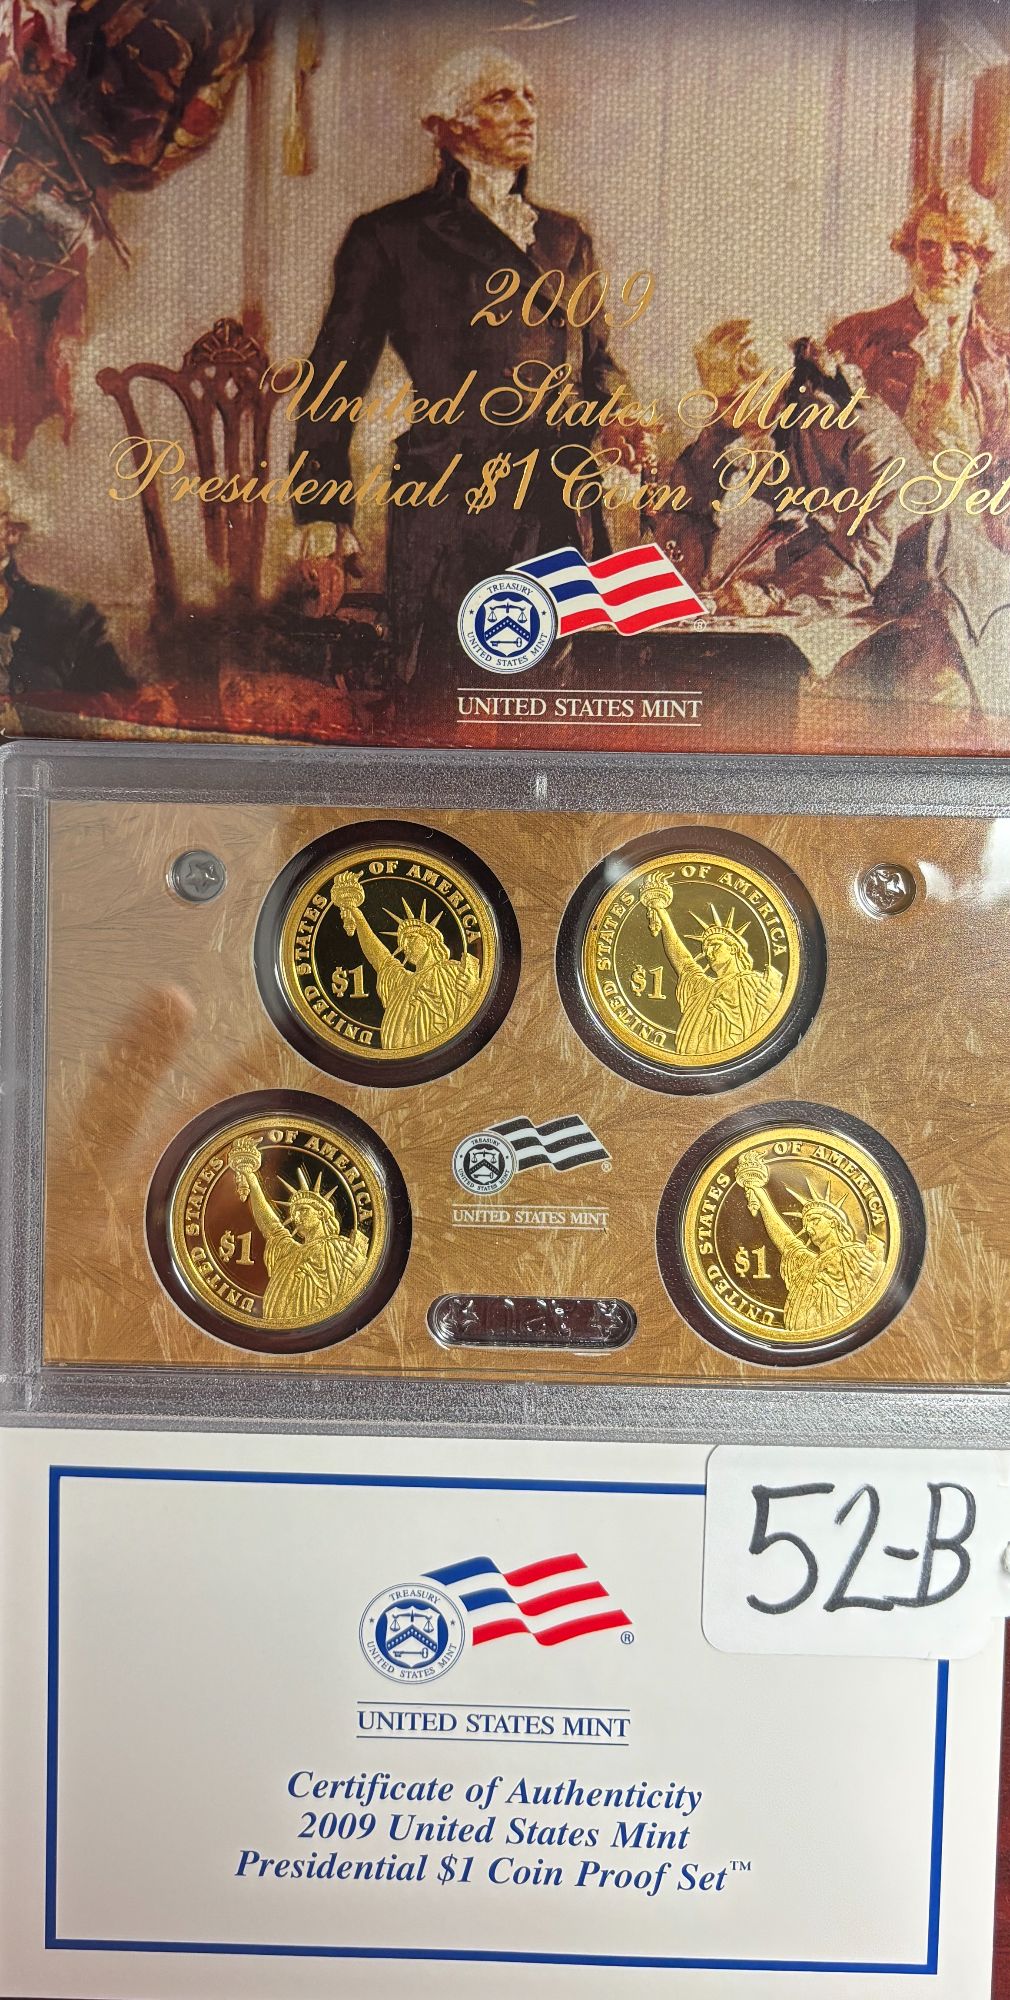 2009
United States Mint
Presidential $1 Coin Proof Set
TREASURY
UNITED STATES MINT
®
UNITED STATES MINT
UNITED STATES OF AMERICA
$1
UNITED STATES OF AMERICA
$1
UNITED STATES OF AMERICA
$1
UNITED STATES OF AMERICA
$1
TREASURY
UNITED STATES MINT
®
UNITED STATES MINT
52-B
TREASURY
UNITED STATES MINT
®
UNITED STATES MINT
Certificate of Authenticity
2009 United States Mint
Presidential $1 Coin Proof Set™